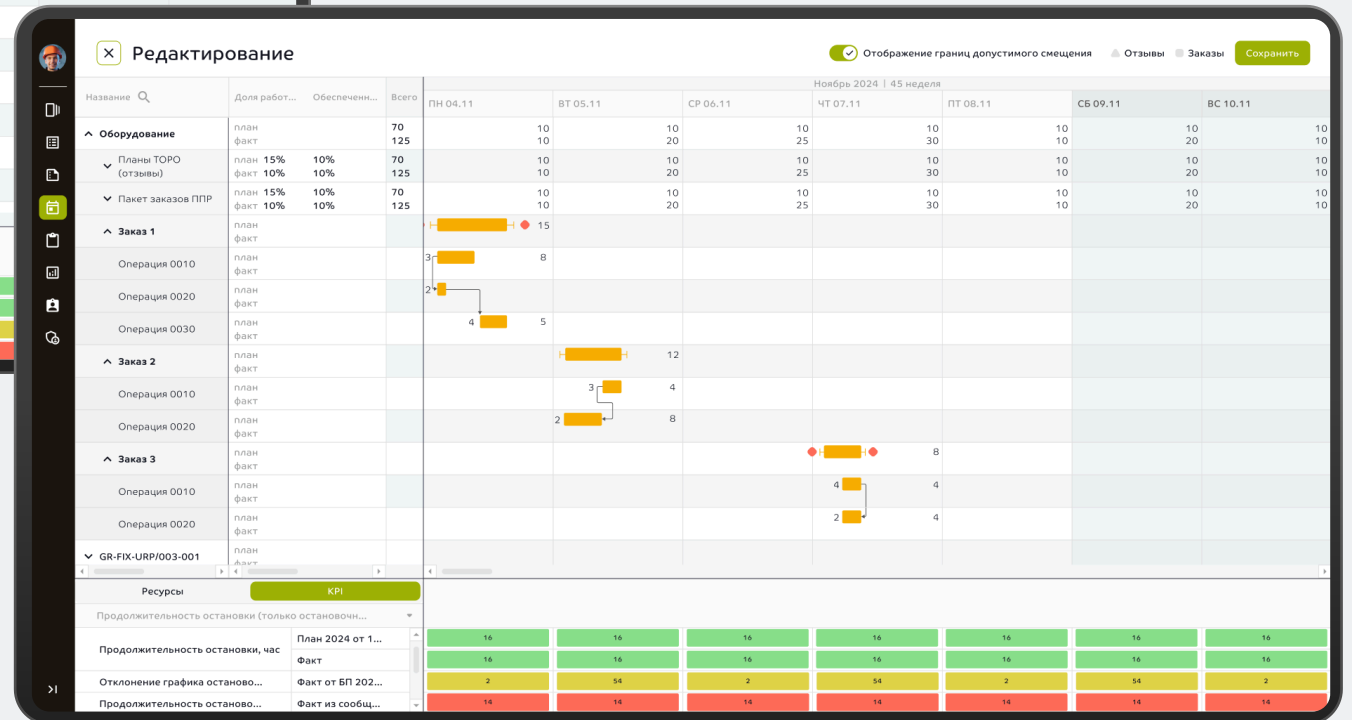 Редактирование
Отображение границ допустимого смещения Отзывы Заказы Сохранить
Ноябрь 2024 | 45 неделя
Название Доля работ... Обеспеченн... Всего ПН 04.11 ВТ 05.11 СР 06.11 ЧТ 07.11 ПТ 08.11 СБ 09.11 ВС 10.11
Оборудование план 70 10 10 10 10 10 10 10
факт 125 10 20 25 30 10 20 10
Планы ТОРО план 15% 10% 70 10 10 10 10 10 10 10
(отзывы) факт 10% 10% 125 10 20 25 30 10 20 10
Пакет заказов ППР план 15% 10% 70 10 10 10 10 10 10 10
факт 10% 10% 125 10 20 25 30 10 20 10
Заказ 1 план 15
факт
Операция 0010 план 3 8
факт
Операция 0020 план 2
факт
Операция 0030 план 4 5
факт
Заказ 2 план 12
факт
Операция 0010 план 3 4
факт
Операция 0020 план 2 8
факт
Заказ 3 план 8
факт
Операция 0010 план 4 4
факт
Операция 0020 план 2 4
факт
GR-FIX-URP/003-001 план
факт
Ресурсы KPI
Продолжительность остановки (только остановочн...
Продолжительность остановки, час План 2024 от 1... 16 16 16 16 16 16 16
Факт 16 16 16 16 16 16 16
Отклонение графика останово... Факт от БП 202... 2 54 2 54 2 54 2
Продолжительность останово... Факт из сообщ... 14 14 14 14 14 14 14